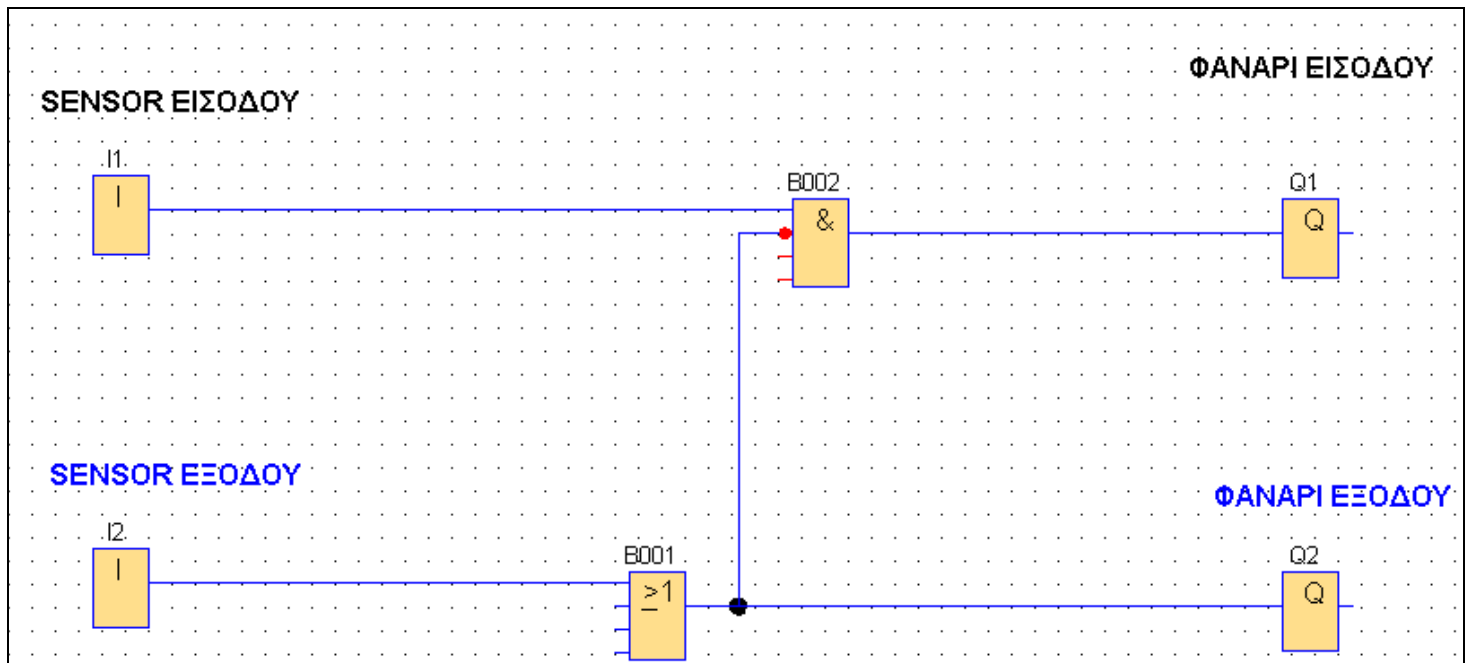 ΦΑΝΑΡΙ ΕΙΣΟΔΟΥ
SENSOR ΕΙΣΟΔΟΥ
I1
I
B002
&
Q1
Q
SENSOR ΕΞΟΔΟΥ
ΦΑΝΑΡΙ ΕΞΟΔΟΥ
I2
I
B001
≥1
Q2
Q